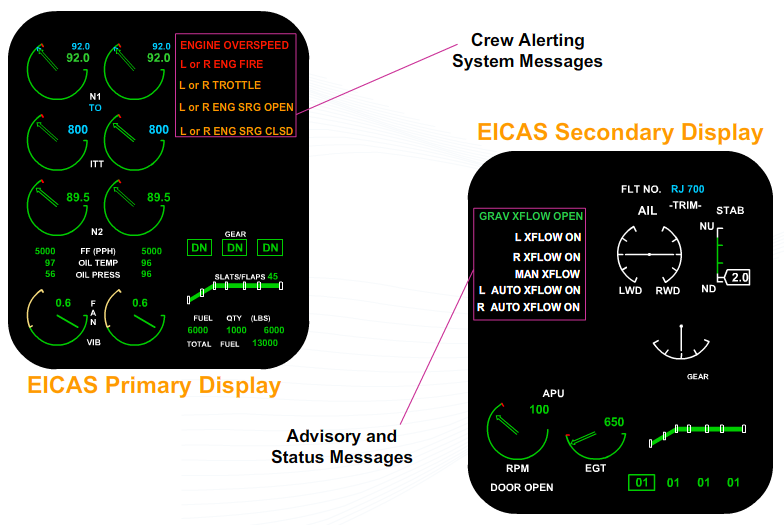 92.0 92.0
92.0 92.0
N1
TO
800 800
ITT
89.5 89.5
N2
5000 FF (PPH) 5000
97 OIL TEMP 96
56 OIL PRESS 96
0.6 F A N 0.6
VIB
ENGINE OVERSPEED
L or R ENG FIRE
L or R TROTTLE
L or R ENG SRG OPEN
L or R ENG SRG CLSD
GEAR
DN DN DN
SLATS/FLAPS 45
FUEL QTY (LBS)
6000 1000 6000
TOTAL FUEL 13000
EICAS Primary Display
Crew Alerting
System Messages
EICAS Secondary Display
FLT NO. RJ 700
-TRIM-
AIL STAB
NU
LWD RWD ND
2.0
GRAV XFLOW OPEN
L XFLOW ON
R XFLOW ON
MAN XFLOW
L AUTO XFLOW ON
R AUTO XFLOW ON
GEAR
Advisory and
Status Messages
APU
100 650
RPM EGT
DOOR OPEN
01 01 01 01